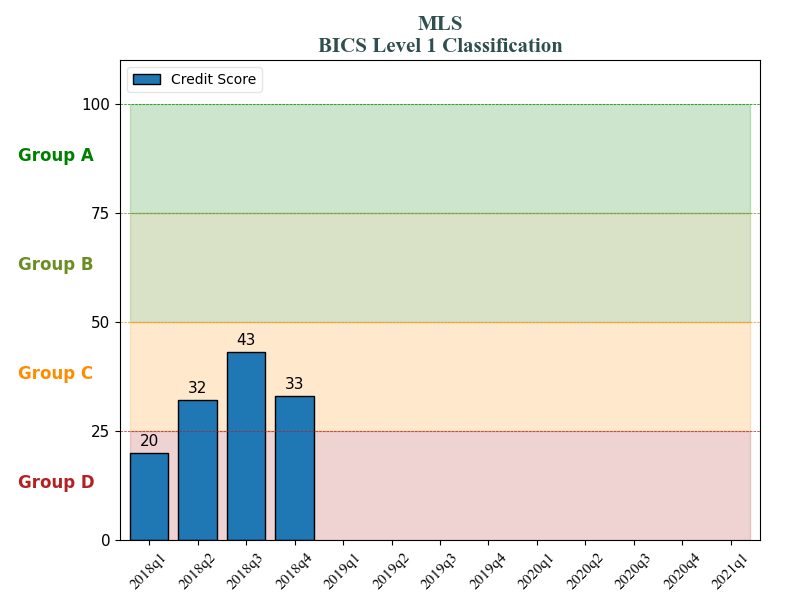 MLS
BICS Level 1 Classification
Credit Score
100
Group A
75
Group B
50
43
Group C
32
33
25
20
Group D
0
2018q1
2018q2
2018q3
2018q4
2019q1
2019q2
2019q3
2019q4
2020q1
2020q2
2020q3
2020q4
2021q1